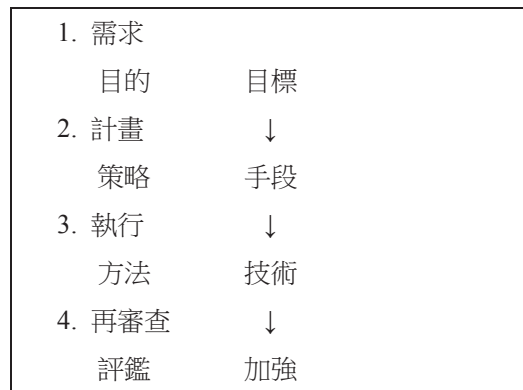 1. 需求
目的 目標
2. 計畫 ↓
策略 手段
3. 執行 ↓
方法 技術
4. 再審查 ↓
評鑑 加強